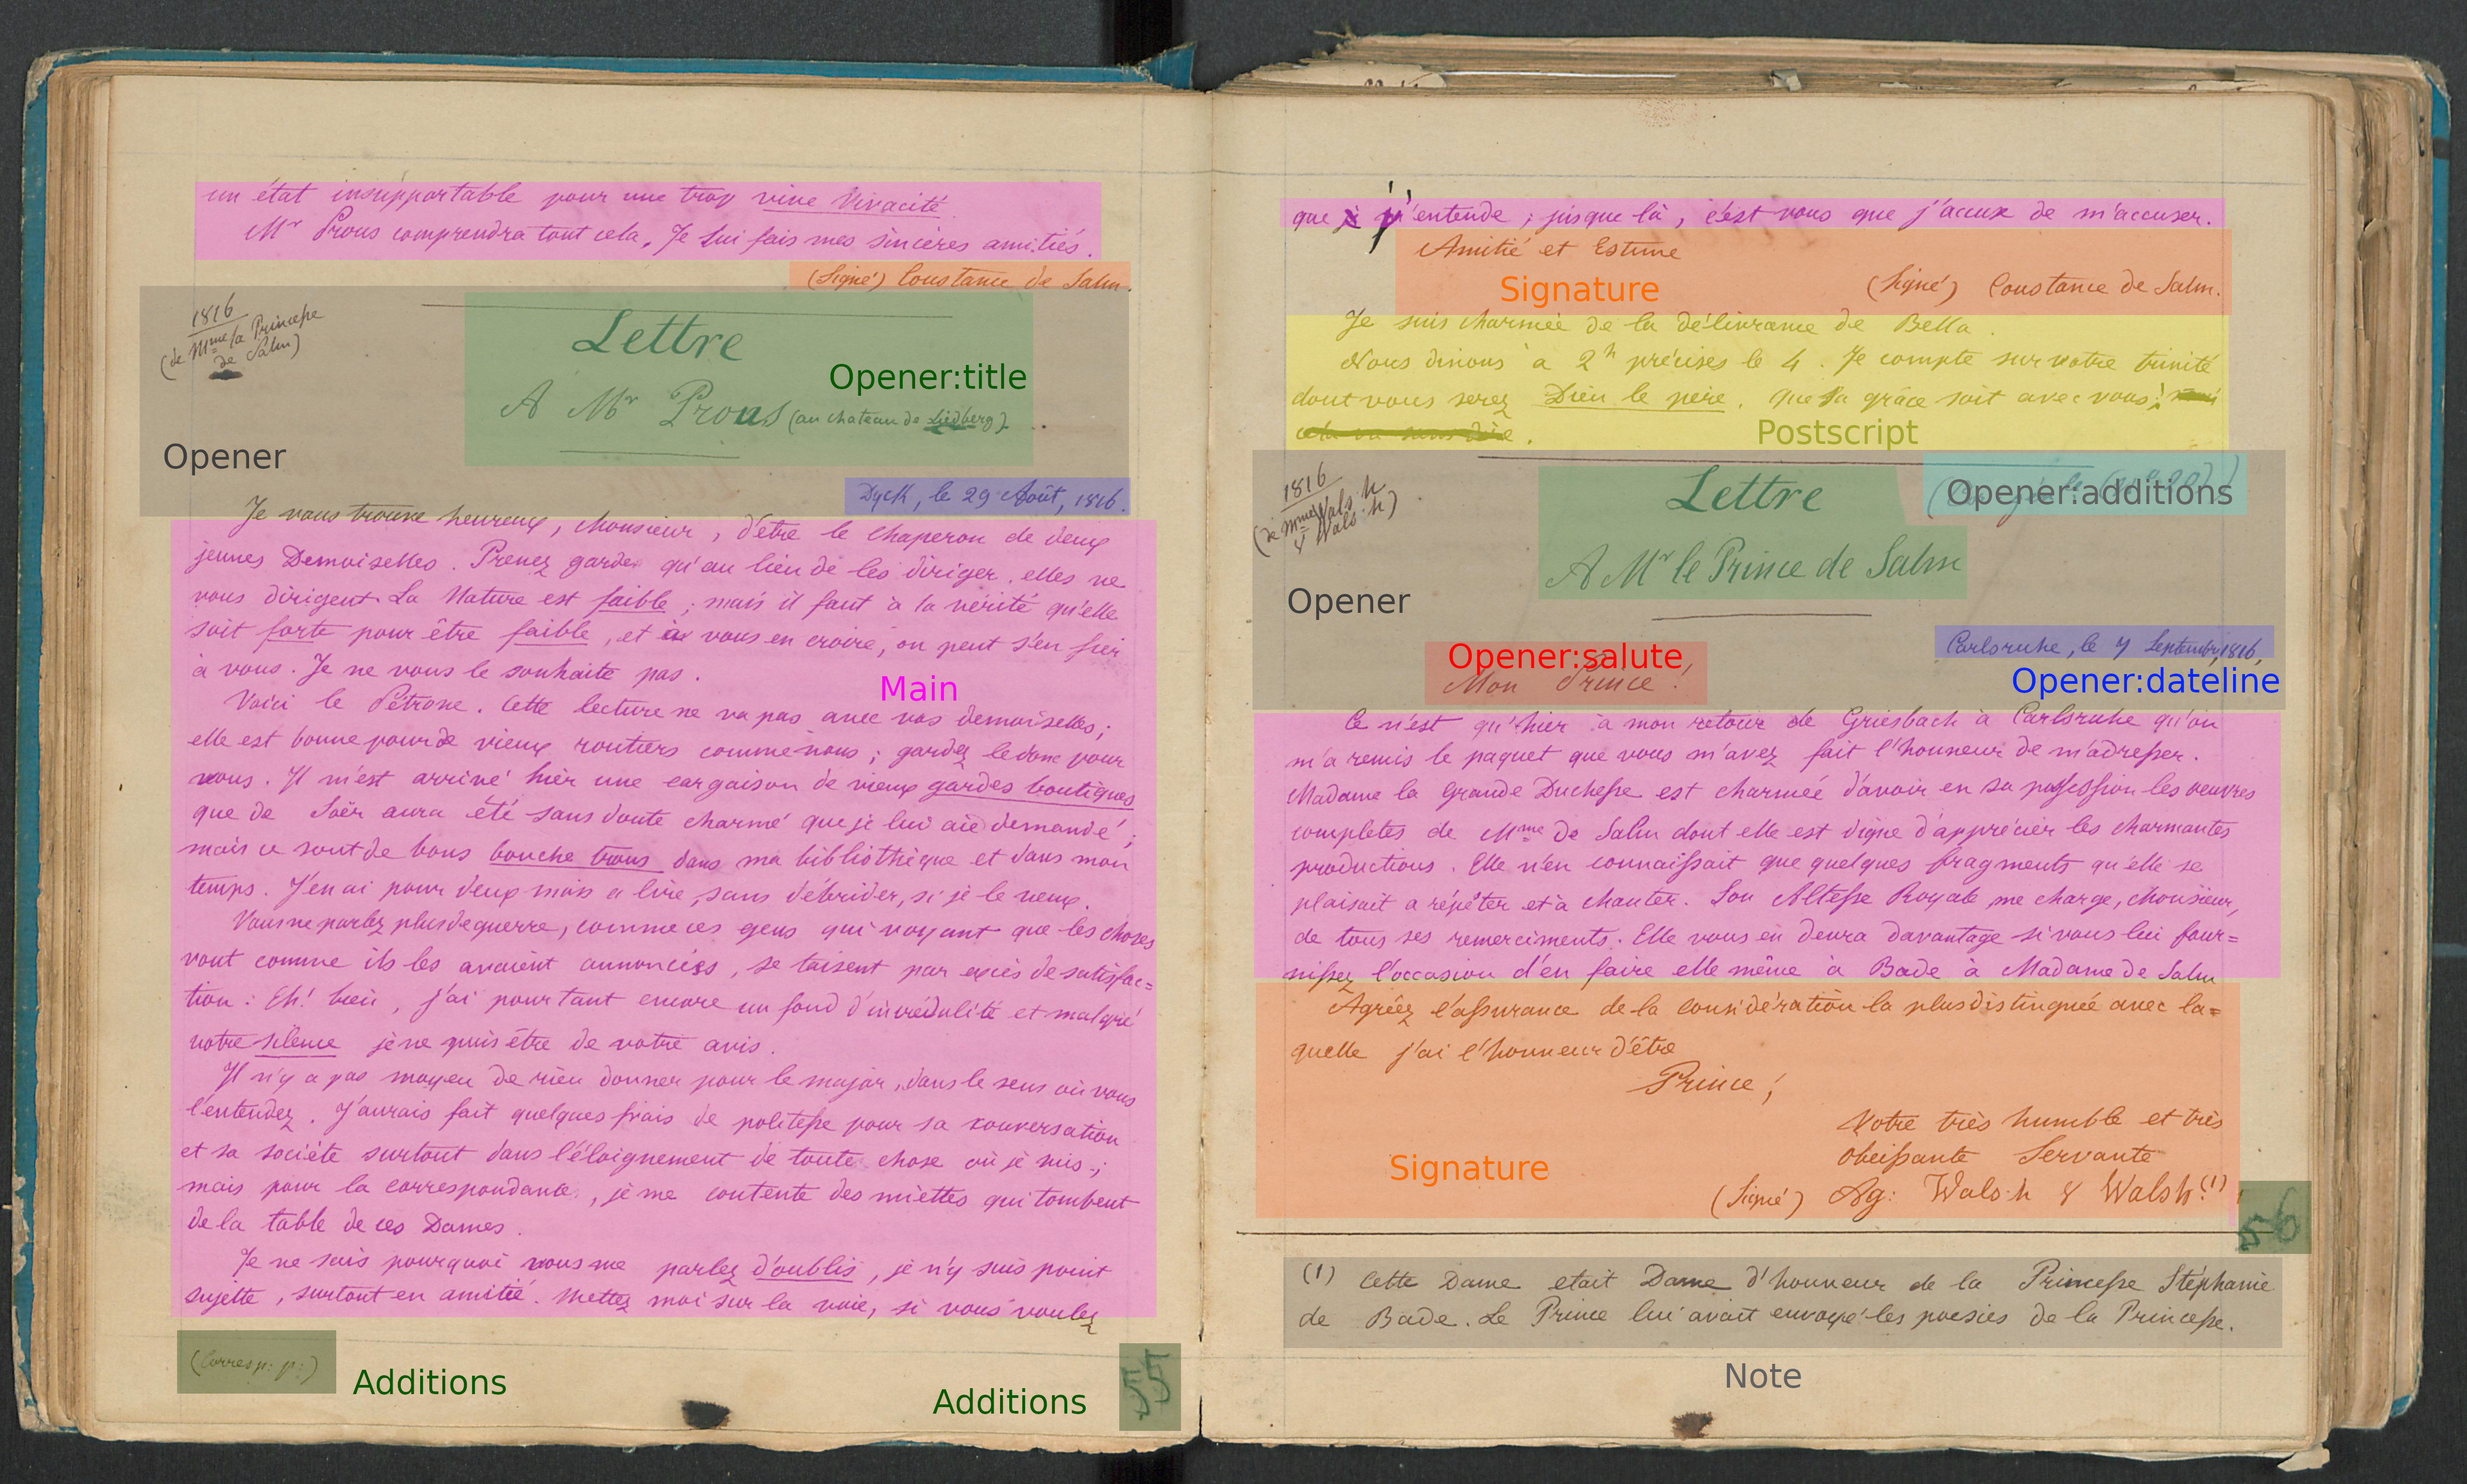 un état insupportable pour une trop vive vivacité.
Mr Prous comprendra tout cela. Je lui fais mes sincères amitiés.
(Signé) Constance de Salm.
1816
(de Mme la Princesse
de Salm)
Lettre
Opener:title
A Mr Prous (au chateau de Liedberg)
Opener
Dyck, le 29 Août, 1816.
Je vous trouve heureux, Monsieur, d'être le chaperon de deux
jeunes Demoiselles. Prenez garde qu'au lieu de les diriger, elles ne
vous dirigent. La Nature est faible ; mais il faut à la vérité qu'elle
soit forte pour être faible, et à vous en croire, on peut s'en fier
à vous. Je ne vous le souhaite pas.
Main
Voici le Pétrone. Cette lecture ne va pas avec vos demoiselles ;
elle est bonne pour de vieux routiers comme nous ; gardez le donc pour
vous. Il m'est arrivé hier une cargaison de vieux gardes boutiques
que de Soër aura été sans doute charmé que je lui aie demandé ;
mais ce sont de bons bouche trous dans ma bibliothèque et dans mon
temps. J'en ai pour deux mois a lire, sans débrider, si je le veux.
Vous ne parlez plus de guerre, comme ces gens qui voyant que les choses
vont comme ils les avaient annoncées, se taisent par excès de satisfac=
tion : Eh! bien, j'ai pourtant encore un fond d'incrédulité et malgré
votre silence je ne puis être de votre avis.
Il n'y a pas moyen de rien donner pour le major, dans le sens où vous
l'entendez. J'aurais fait quelques frais de politesse pour sa conversation
et sa société surtout dans l'éloignement de toute chose où je suis ;
mais pour la correspondance, je me contente des miettes qui tombent
de la table de ces Dames.
Je ne sais pourquoi vous me parlez d'oublis, je n'y suis point
sujette, surtout en amitié. Mettez moi sur la voie, si vous voulez
(Corresp: p:)
Additions
Additions
55
que j'entende ; jusque là, c'est vous que j'accuse de m'accuser.
Amitié et Estime
Signature
(Signé) Constance de Salm.
Je suis charmée de la délivrance de Bella.
Nous dinons à 2h précises le 4. Je compte sur votre trinité
dont vous serez Dieu le père. Que sa grâce soit avec vous!
cela va sans dire.
Postscript
1816
(de Mme Walsh
& Walsh)
Lettre
Opener:additions
A Mr le Prince de Salm
Opener
Carlsruhe, le 7 Septembre, 1816,
Opener:salute
Mon Prince !
Opener:dateline
Ce n'est qu'hier à mon retour de Griesbach à Carlsruhe qu'on
m'a remis le paquet que vous m'avez fait l'honneur de m'adresser.
Madame la Grande Duchesse est charmée d'avoir en sa possession les oeuvres
completes de Mme de Salm dont elle est digne d'apprécier les charmantes
productions. Elle n'en connaissait que quelques fragments qu'elle se
plaisait a répéter et à chanter. Son Altesse Royale me charge, Monsieur,
de tous ses remerciments. Elle vous en devra davantage si vous lui four=
nissez l'occasion d'en faire elle même à Bade à Madame de Salm
Agréez l'assurance de la considération la plus distinguée avec la=
quelle j'ai l'honneur d'être
Prince,
Votre très humble et très
obeissante Servante
Signature
(Signé) Ag: Walsh & Walsh (1)
56
(1) Cette Dame etait Dame d'honneur de la Princesse Stéphanie
de Bade. Le Prince lui avait envoyé les poesies de la Princesse.
Note